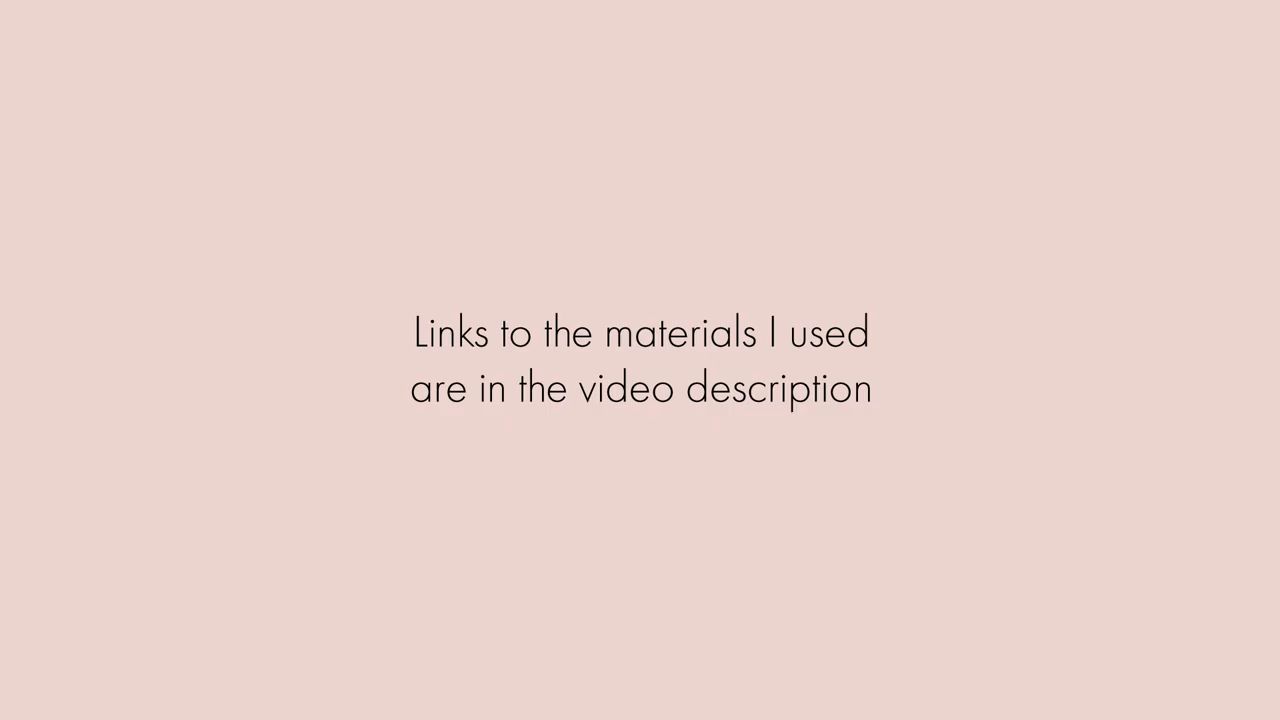 Links to the materials I used
are in the video description